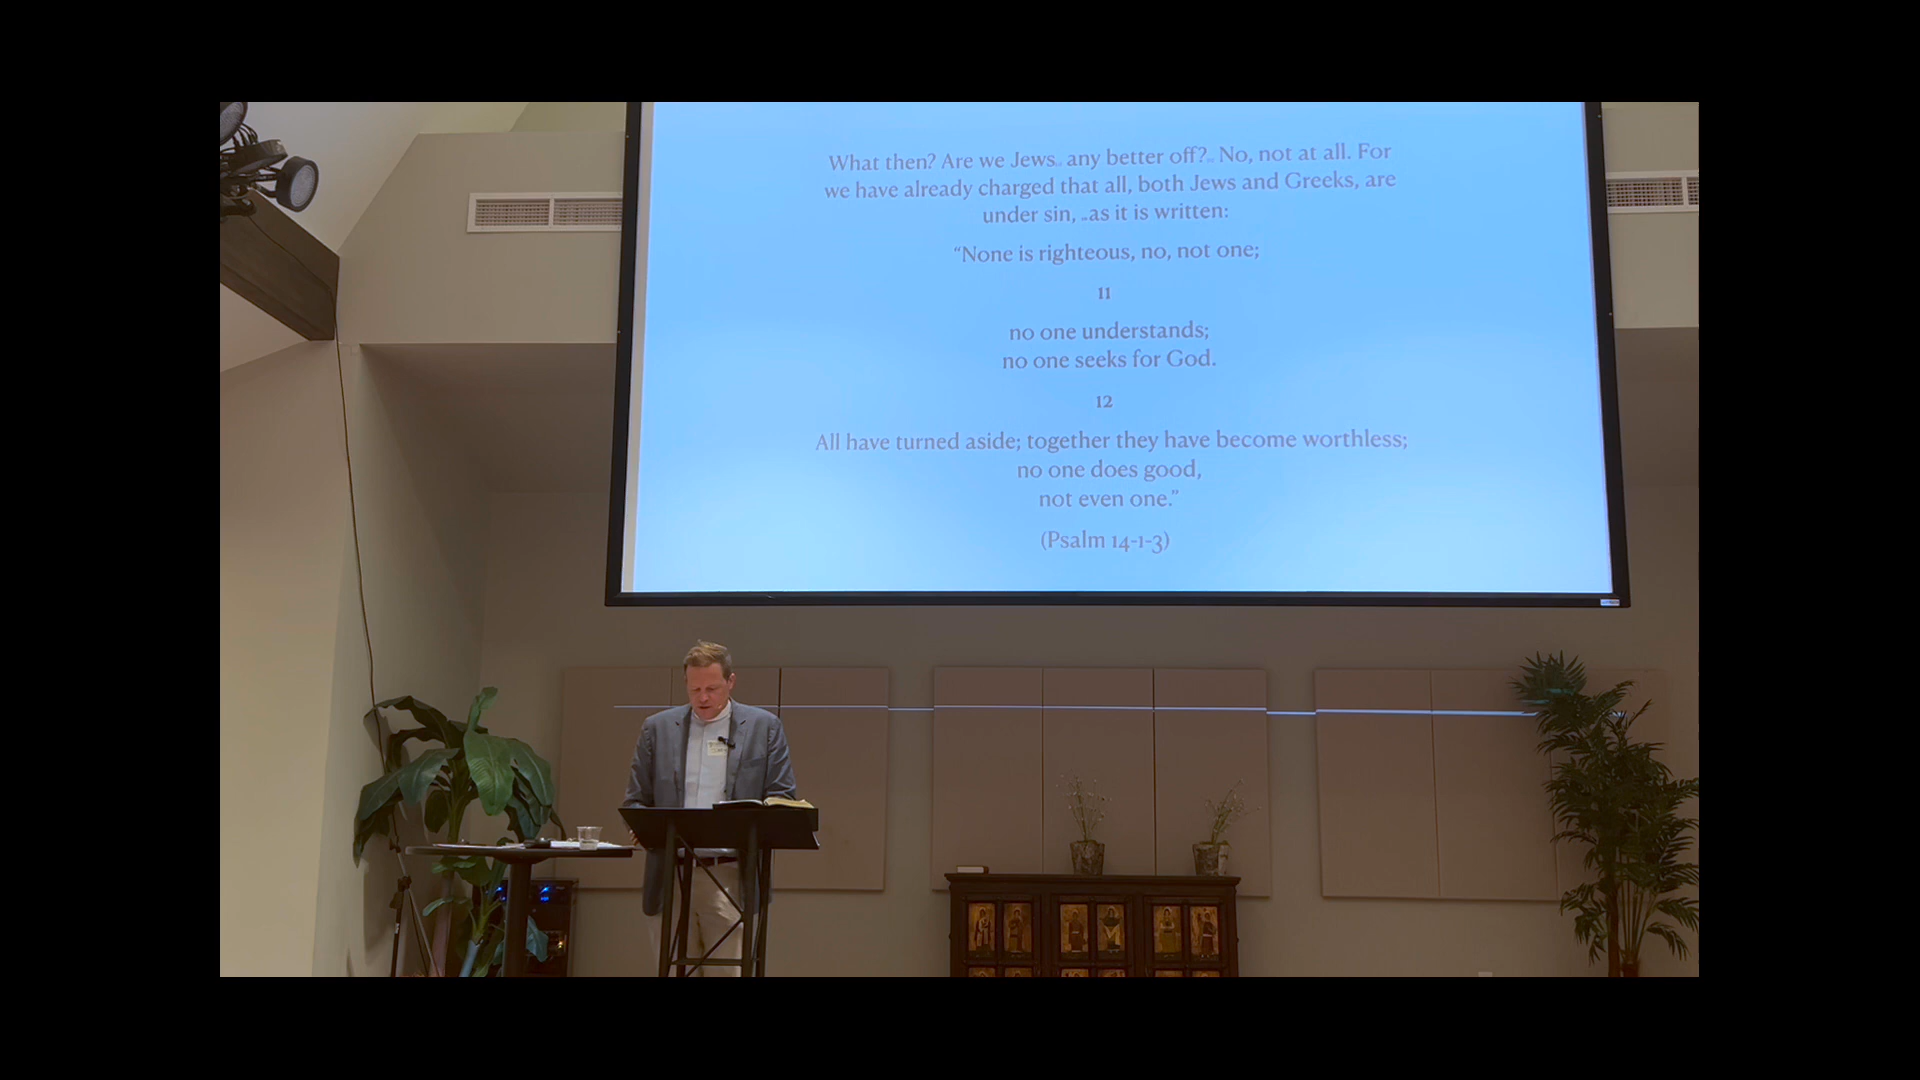 What then? Are we Jews any better off? No, not at all. For
we have already charged that all, both Jews and Greeks, are
under sin, as it is written:
“None is righteous, no, not one;
11
no one understands;
no one seeks for God.
12
All have turned aside; together they have become worthless;
no one does good,
not even one.”
(Psalm 14-1-3)